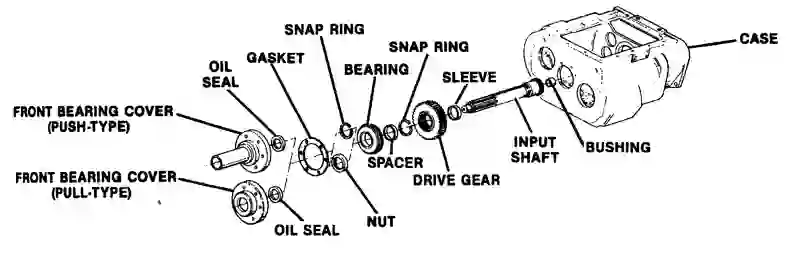 SNAP RING
SNAP RING
CASE
GASKET
OIL
SEAL
BEARING
SLEEVE
FRONT BEARING COVER
(PUSH-TYPE)
INPUT
SHAFT
BUSHING
SPACER
FRONT BEARING COVER
(PULL-TYPE)
DRIVE GEAR
OIL SEAL
NUT